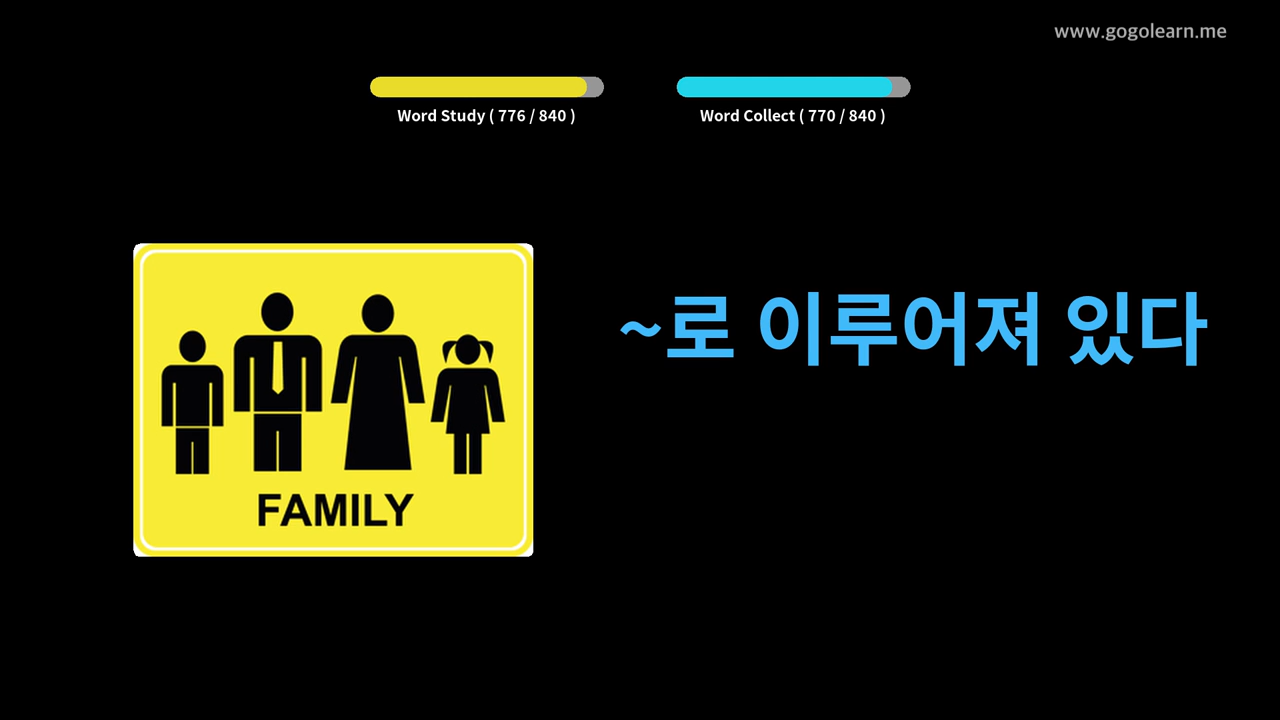 www.gogolearn.me
Word Study ( 776 / 840 )
Word Collect ( 770 / 840 )
~로 이루어져 있다
FAMILY